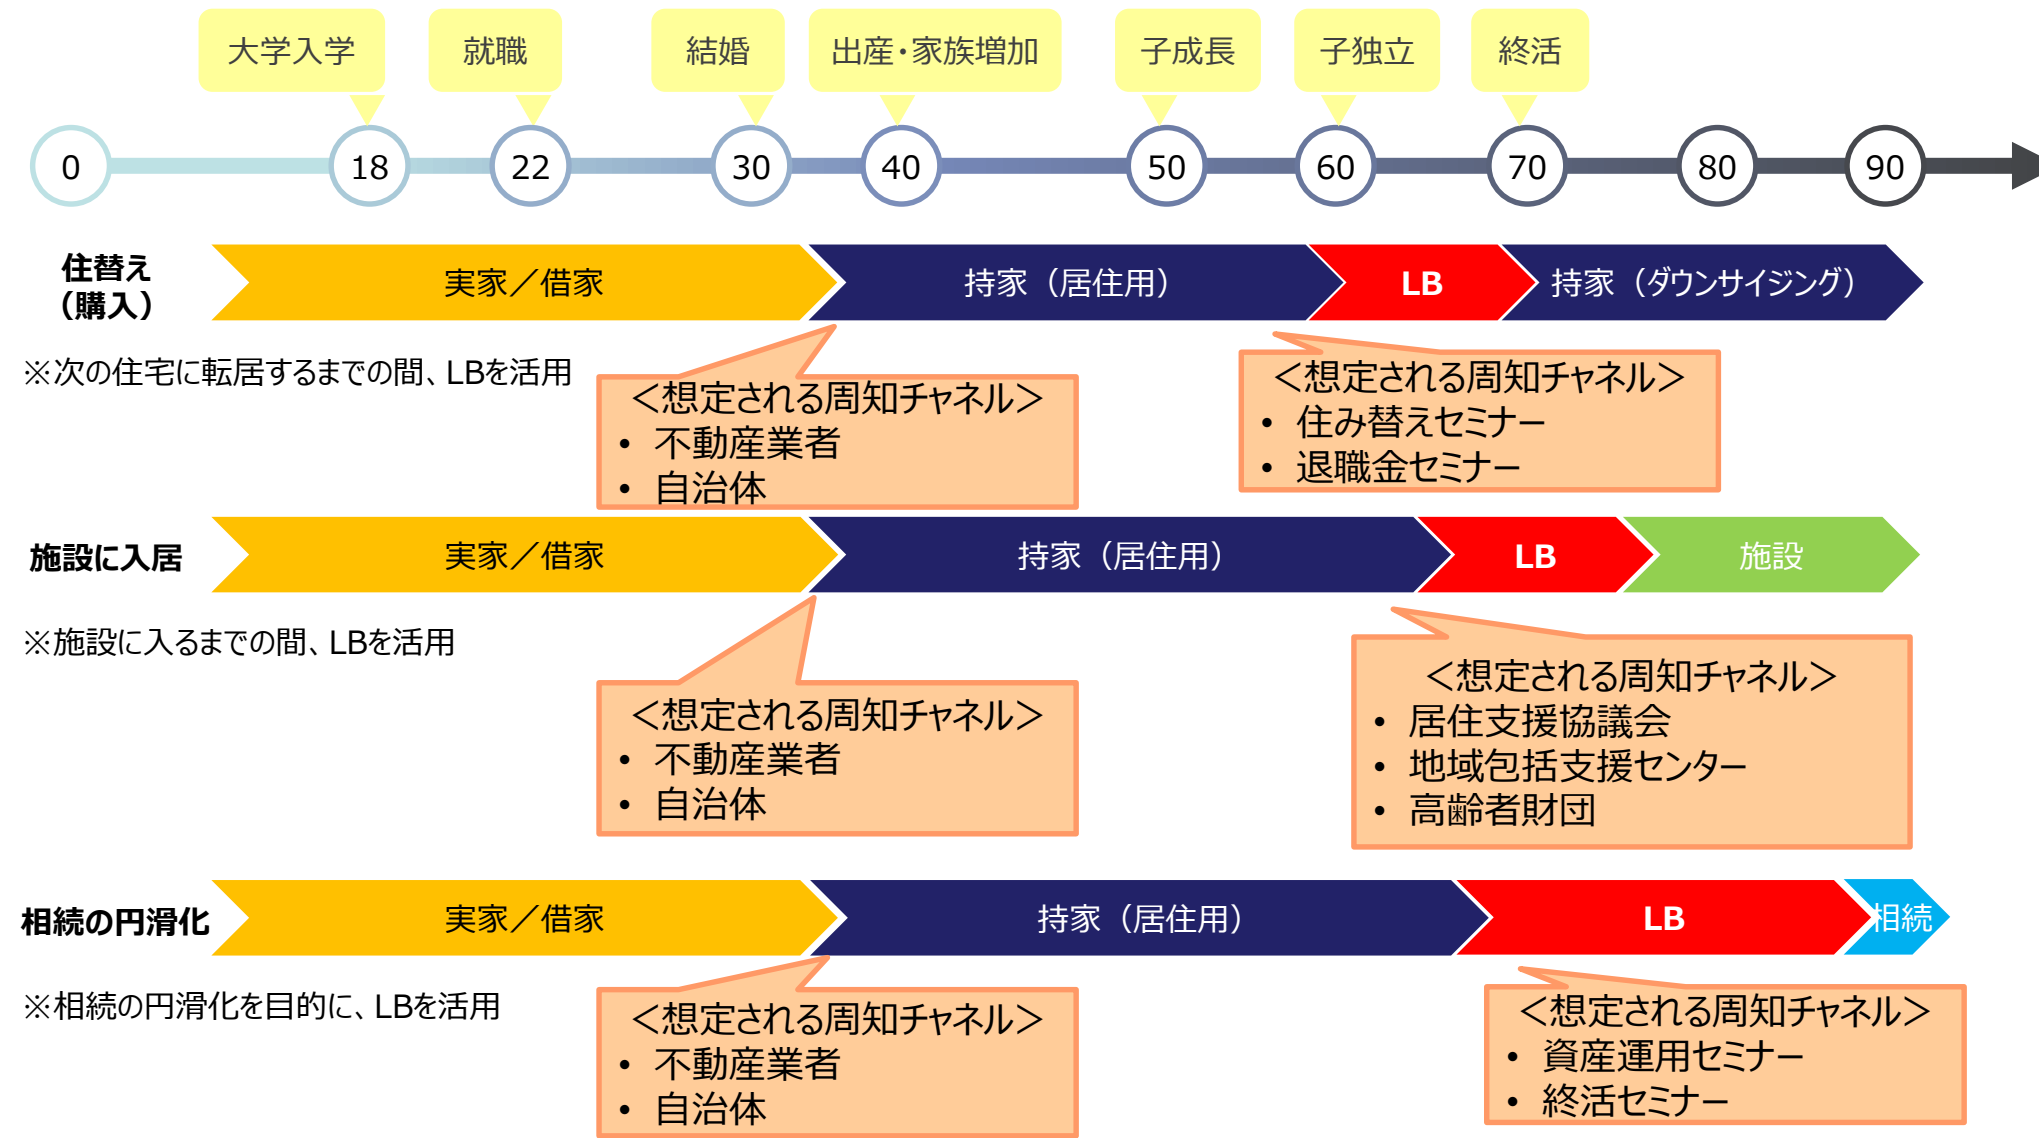 大学入学
就職
結婚
出産・家族増加
子成長
子独立
終活
0
18
22
30
40
50
60
70
80
90
住替え
（購入）
実家／借家
持家（居住用）
LB
持家（ダウンサイジング）
※次の住宅に転居するまでの間、LBを活用
＜想定される周知チャネル＞
• 不動産業者
• 自治体
＜想定される周知チャネル＞
• 住み替えセミナー
• 退職金セミナー
施設に入居
実家／借家
持家（居住用）
LB
施設
※施設に入るまでの間、LBを活用
＜想定される周知チャネル＞
• 不動産業者
• 自治体
＜想定される周知チャネル＞
• 居住支援協議会
• 地域包括支援センター
• 高齢者財団
相続の円滑化
実家／借家
持家（居住用）
LB
相続
※相続の円滑化を目的に、LBを活用
＜想定される周知チャネル＞
• 不動産業者
• 自治体
＜想定される周知チャネル＞
• 資産運用セミナー
• 終活セミナー